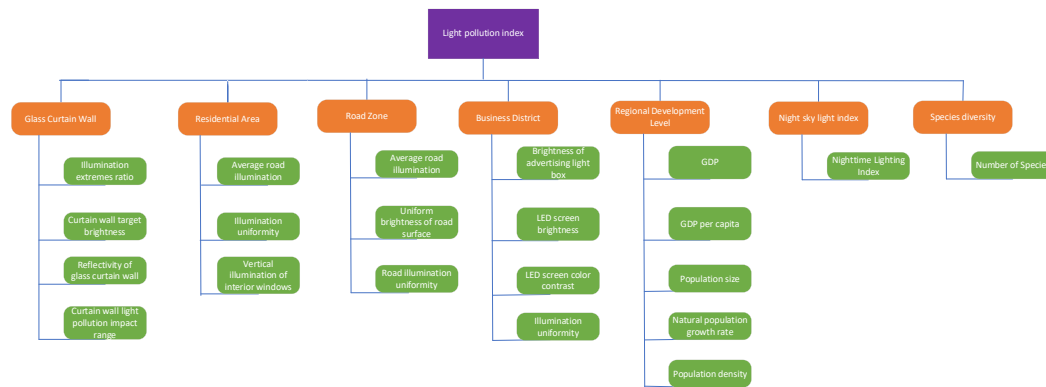 Light pollution index
Glass Curtain Wall
Residential Area
Road Zone
Business District
Regional Development
Level
Night sky light index
Species diversity
Illumination
extremes ratio
Curtain wall target
brightness
Reflectivity of
glass curtain wall
Curtain wall light
pollution impact
range
Average road
illumination
Illumination
uniformity
Vertical
illumination of
interior windows
Average road
illumination
Uniform
brightness of road
surface
Road illumination
uniformity
Brightness of
advertising light
box
LED screen
brightness
LED screen color
contrast
Illumination
uniformity
GDP
GDP per capita
Population size
Natural population
growth rate
Population density
Nighttime Lighting
Index
Number of Specie